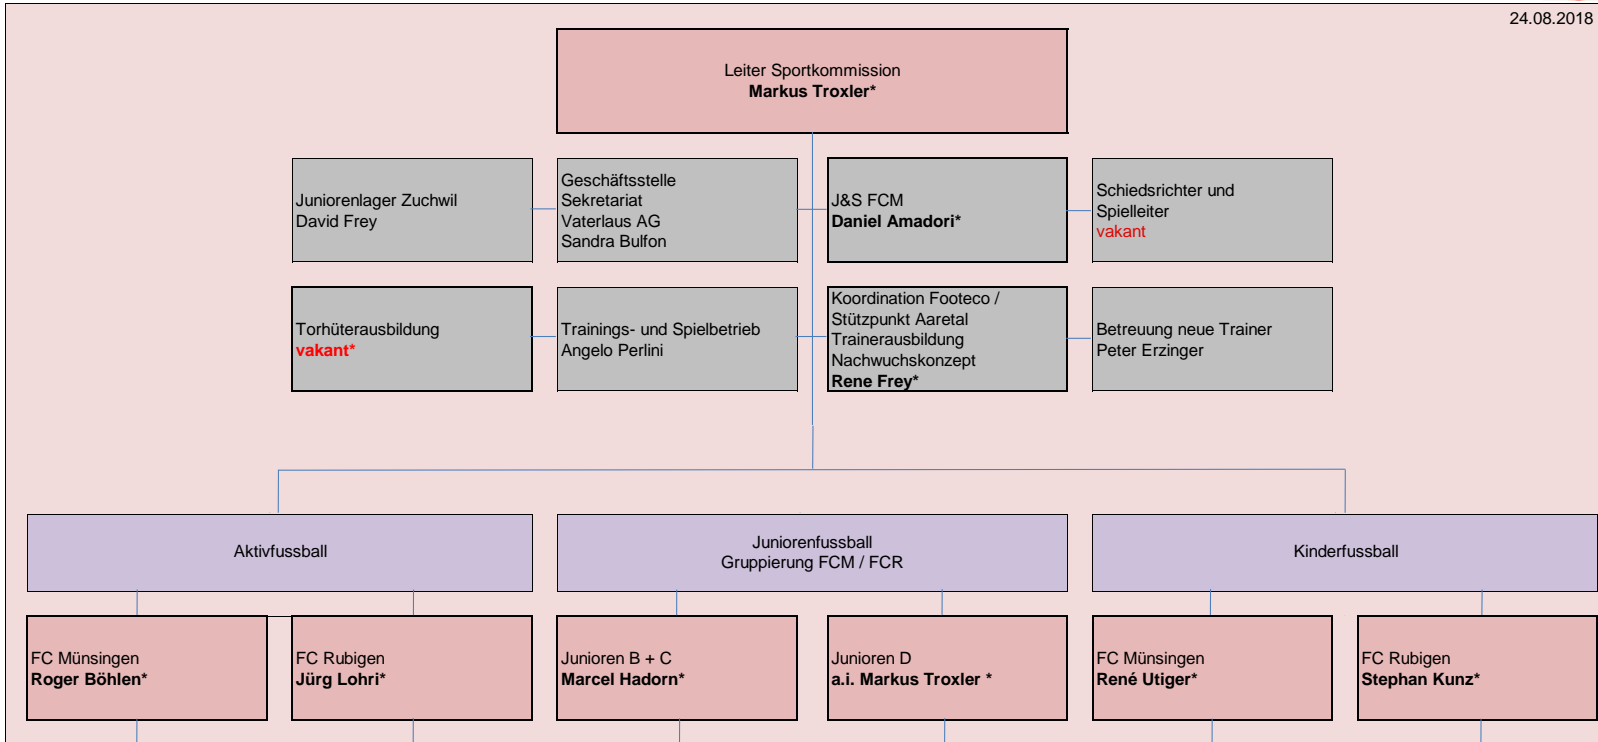 24.08.2018
Leiter Sportkommission
Markus Troxler*
Juniorenlager Zuchwil
David Frey
Geschäftsstelle
Sekretariat
Vaterlaus AG
Sandra Bulfon
J&S FCM
Daniel Amadori*
Schiedsrichter und
Spielleiter
vakant
Torhüterausbildung
vakant*
Trainings- und Spielbetrieb
Angelo Perlini
Koordination Footeco /
Stützpunkt Aaretal
Trainerausbildung
Nachwuchskonzept
Rene Frey*
Betreuung neue Trainer
Peter Erzinger
Aktivfussball
Juniorenfussball
Gruppierung FCM / FCR
Kinderfussball
FC Münsingen
Roger Böhlen*
FC Rubigen
Jürg Lohri*
Junioren B + C
Marcel Hadorn*
Junioren D
a.i. Markus Troxler *
FC Münsingen
René Utiger*
FC Rubigen
Stephan Kunz*